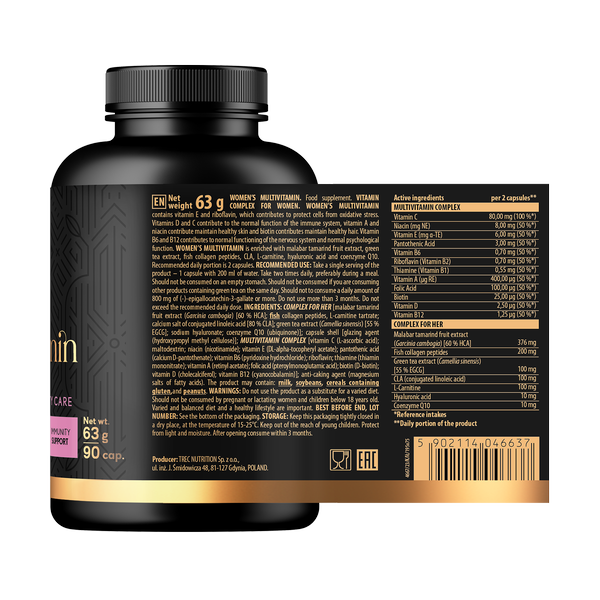 min
Y CARE
IMMUNITY
SUPPORT
Net wt.
63 g
90 cap.
EN Net weight 63 g WOMEN'S MULTIVITAMIN. Food supplement. VITAMIN
COMPLEX FOR WOMEN. WOMEN'S MULTIVITAMIN
contains vitamin E and riboflavin, which contributes to protect cells from oxidative stress.
Vitamins D and C contribute to the normal function of the immune system, vitamin A and
niacin contribute maintain healthy skin and biotin contributes maintain healthy hair. Vitamin
B6 and B12 contributes to normal functioning of the nervous system and normal psychological
function. WOMEN'S MULTIVITAMIN is enriched with malabar tamarind fruit extract, green
tea extract, fish collagen peptides, CLA, L-carnitine, hyaluronic acid and coenzyme Q10.
Recommended daily portion is 2 capsules. RECOMMENDED USE: Take a single serving of the
product – 1 capsule with 200 ml of water. Take two times daily, preferably during a meal.
Should not be consumed on an empty stomach. Should not be consumed if you are consuming
other products containing green tea on the same day. Should not to consume a daily amount of
800 mg of (-)-epigallocatechin-3-gallate or more. Do not use more than 3 months. Do not
exceed the recommended daily dose. INGREDIENTS: COMPLEX FOR HER [malabar tamarind
fruit extract (Garcinia cambogia) [60 % HCA]; fish collagen peptides, L-carnitine tartrate;
calcium salt of conjugated linoleic acid [80 % CLA]; green tea extract (Camellia sinensis) [55 %
EGCG]; sodium hyaluronate; coenzyme Q10 (ubiquinone)]; capsule shell [glazing agent
(hydroxypropyl methyl cellulose)]; MULTIVITAMIN COMPLEX [vitamin C (L-ascorbic acid);
maltodextrin; niacin (nicotinamide); vitamin E (DL-alpha-tocopheryl acetate); pantothenic acid
(calcium D-pantothenate); vitamin B6 (pyridoxine hydrochloride); riboflavin; thiamine (thiamin
mononitrate); vitamin A (retinyl acetate); folic acid (pteroylmonoglutamic acid); biotin (D-biotin);
vitamin D (cholecalciferol); vitamin B12 (cyanocobalamin)]; anti-caking agent (magnesium
salts of fatty acids). The product may contain: milk, soybeans, cereals containing
gluten,and peanuts. WARNINGS: Do not use the product as a substitute for a varied diet.
Should not be consumed by pregnant or lactating women and children below 18 years old.
Varied and balanced diet and a healthy lifestyle are important. BEST BEFORE END, LOT
NUMBER: See the bottom of the packaging. STORAGE: Keep this packaging tightly closed in
a dry place, at the temperature of 15-25°C. Keep out of the reach of young children. Protect
from light and moisture. After opening consume within 3 months.
Producer: TREC NUTRITION Sp. z o.o.,
ul. inż. J. Śmidowicza 48, 81-127 Gdynia, POLAND.
EAC
Active ingredients per 2 capsules**
MULTIVITAMIN COMPLEX
Vitamin C 80,00 mg (100 %*)
Niacin (mg NE) 8,00 mg (50 %*)
Vitamin E (mg α-TE) 6,00 mg (50 %*)
Pantothenic Acid 3,00 mg (50 %*)
Vitamin B6 0,70 mg (50 %*)
Riboflavin (Vitamin B2) 0,70 mg (50 %*)
Thiamine (Vitamin B1) 0,55 mg (50 %*)
Vitamin A (µg RE) 400,00 µg (50 %*)
Folic Acid 100,00 µg (50 %*)
Biotin 25,00 µg (50 %*)
Vitamin D 2,50 µg (50 %*)
Vitamin B12 1,25 µg (50 %*)
COMPLEX FOR HER
Malabar tamarind fruit extract
(Garcinia cambogia) [60 % HCA] 376 mg
Fish collagen peptides 200 mg
Green tea extract (Camellia sinensis)
[55 % EGCG] 100 mg
CLA (conjugated linoleic acid) 100 mg
L-Carnitine 100 mg
Hyaluronic acid 10 mg
Coenzyme Q10 10 mg
*Reference intakes
**Daily portion of the product
5 902114 046637